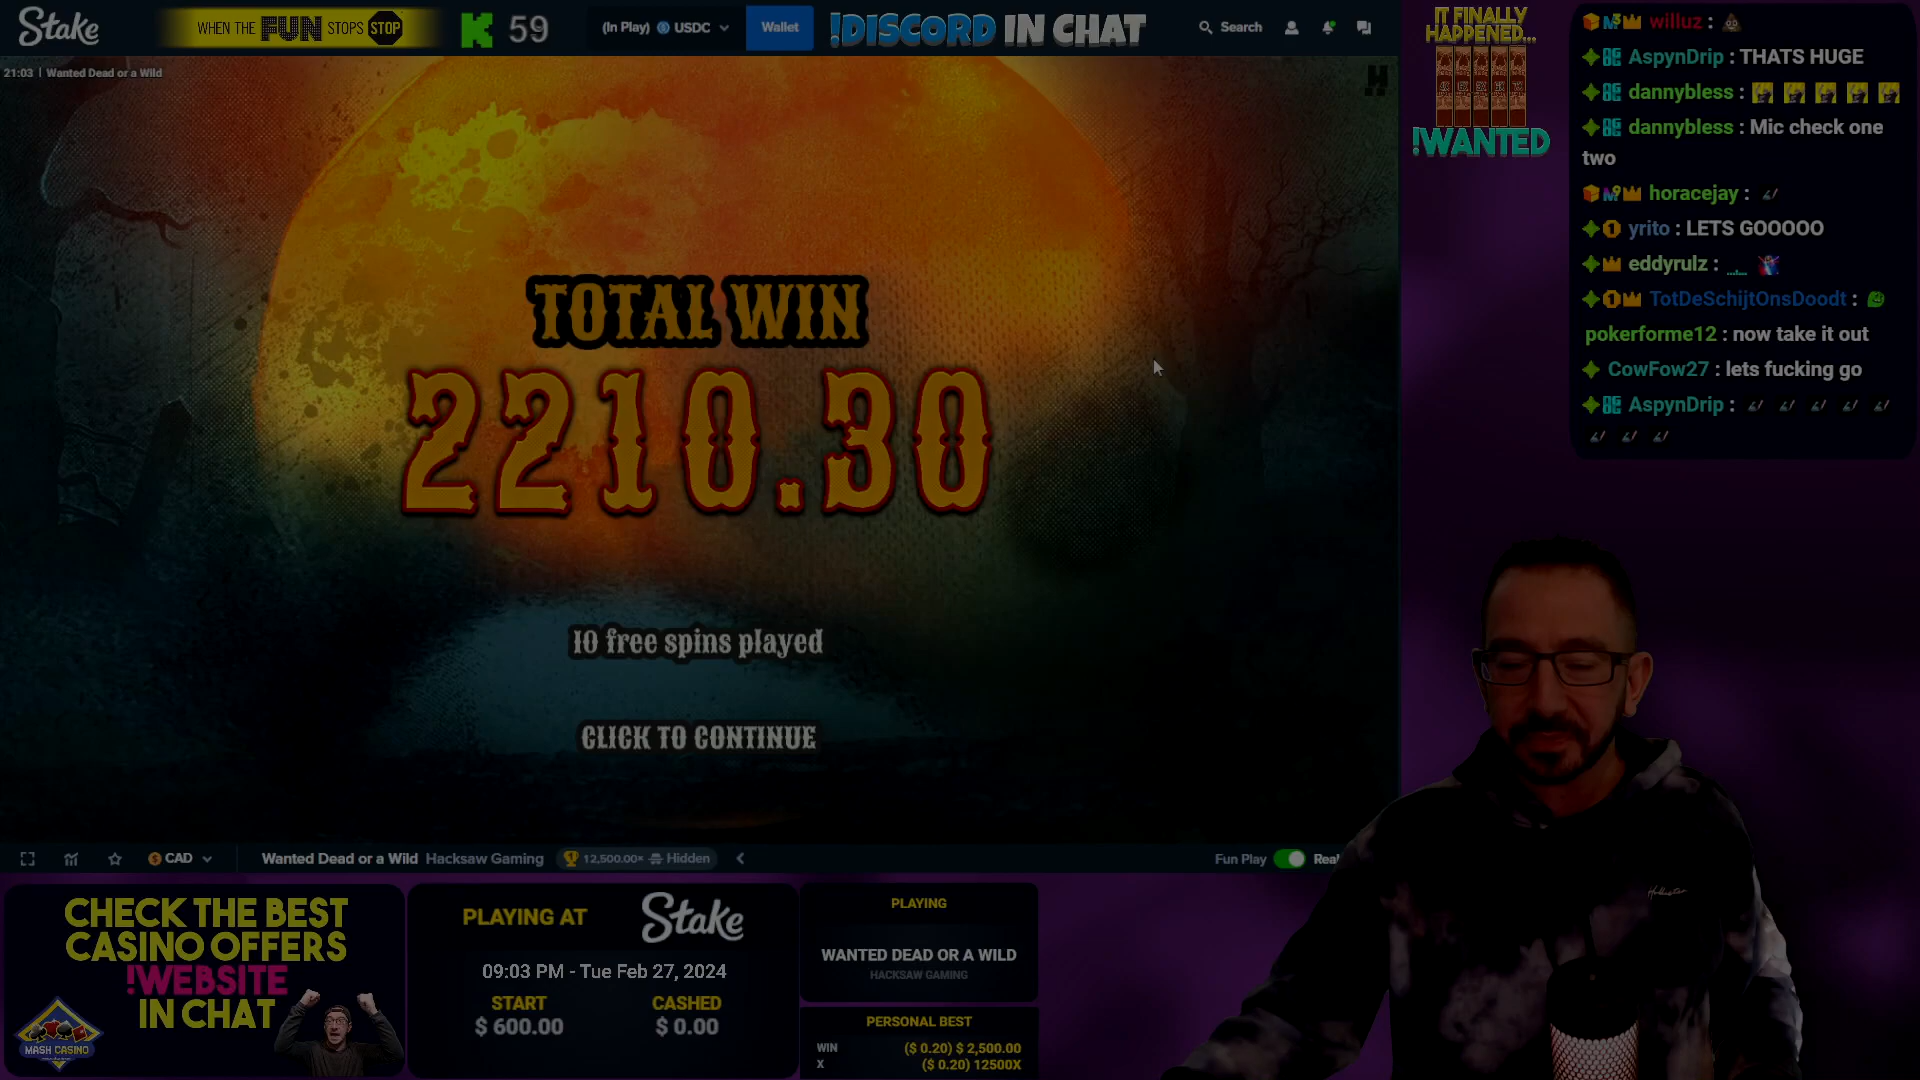 Stake
WHEN THE FUN STOPS STOP
59
(In Play) USDC
Wallet
!DISCORD IN CHAT
Search
21:03 | Wanted Dead or a Wild
TOTAL WIN
2210.30
10 free spins played
CLICK TO CONTINUE
CAD
Wanted Dead or a Wild Hacksaw Gaming
12,500.00× Hidden
Fun Play
Real
IT FINALLY
HAPPENED...
!WANTED
willuz :
AspynDrip : THATS HUGE
dannybless :
dannybless : Mic check one
two
horacejay :
yrito : LETS GOOOOO
eddyrulz :
TotDeSchijtOnsDoodt :
pokerforme12 : now take it out
CowFow27 : lets fucking go
AspynDrip :
CHECK THE BEST
CASINO OFFERS
!WEBSITE
IN CHAT
MASH CASINO
PLAYING AT Stake
09:03 PM - Tue Feb 27, 2024
START CASHED
$ 600.00 $ 0.00
PLAYING
WANTED DEAD OR A WILD
HACKSAW GAMING
PERSONAL BEST
WIN ($ 0.20) $ 2,500.00
X ($ 0.20) 12500X
Hollister